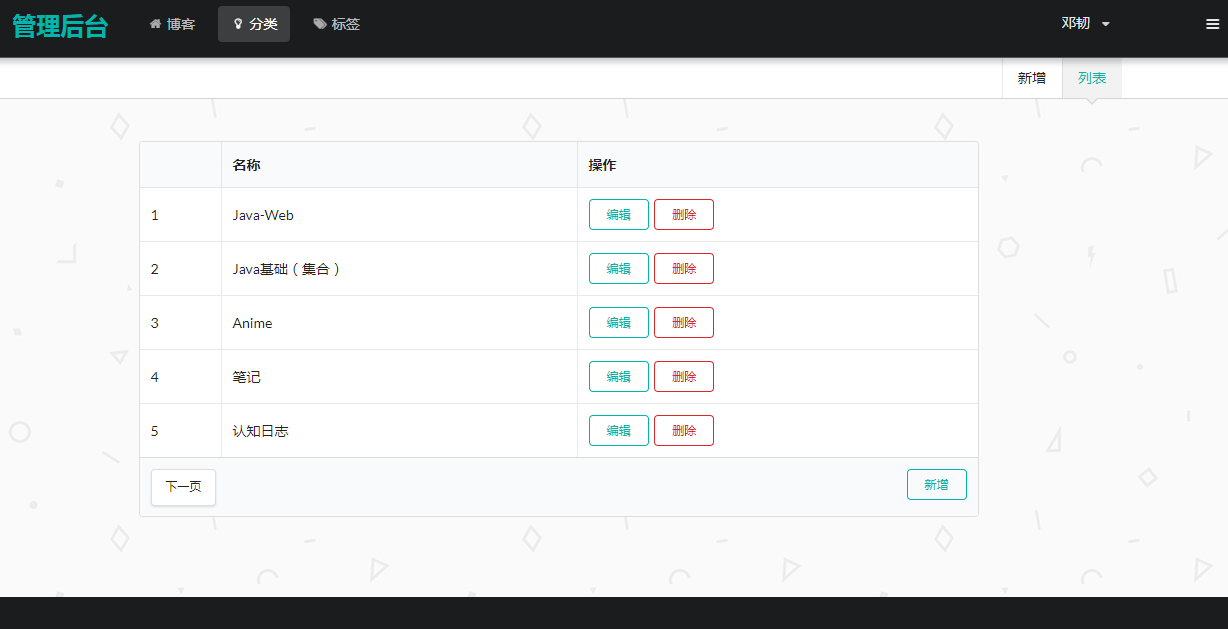 管理后台 博客 分类 标签 邓韧
新增 列表
名称 操作
1 Java-Web 编辑 删除
2 Java基础（集合） 编辑 删除
3 Anime 编辑 删除
4 笔记 编辑 删除
5 认知日志 编辑 删除
下一页 新增